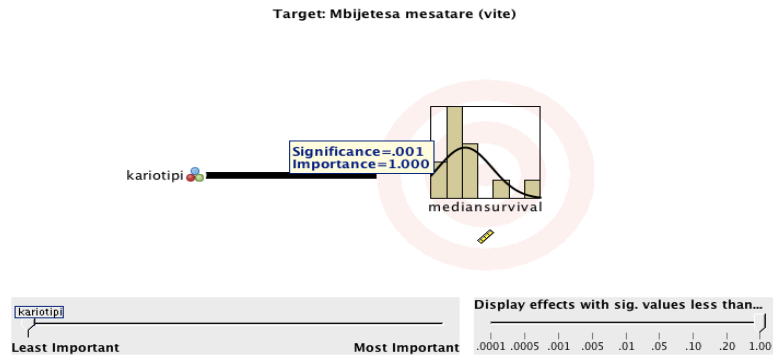 Target: Mbijetesa mesatare (vite)
Significance=.001
Importance=1.000
kariotipi
mediansurvival
kariotipi
Least Important
Most Important
Display effects with sig. values less than...
.0001 .0005 .001 .005 .01 .05 .10 .20 1.00